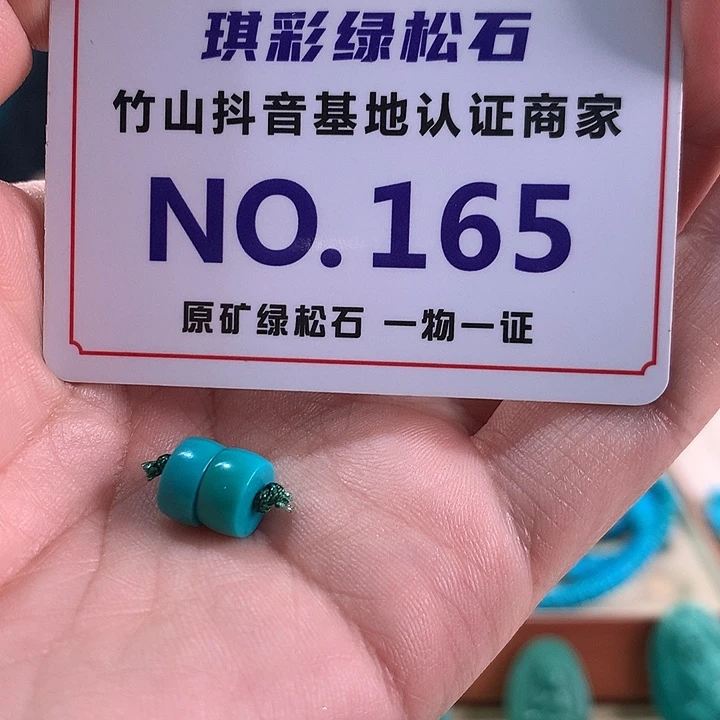 琪彩绿松石
竹山抖音基地认证商家
NO.165
原矿绿松石 一物一证